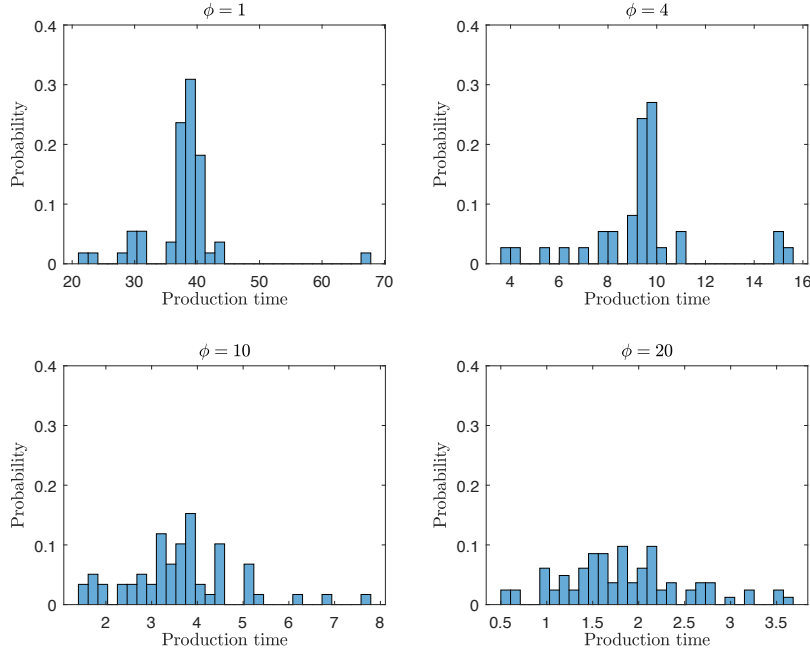 ϕ = 1
0.4
0.3
0.2
0.1
0
Probability
20 30 40 50 60 70
Production time
ϕ = 4
0.4
0.3
0.2
0.1
0
Probability
4 6 8 10 12 14 16
Production time
ϕ = 10
0.4
0.3
0.2
0.1
0
Probability
2 3 4 5 6 7 8
Production time
ϕ = 20
0.4
0.3
0.2
0.1
0
Probability
0.5 1 1.5 2 2.5 3 3.5
Production time